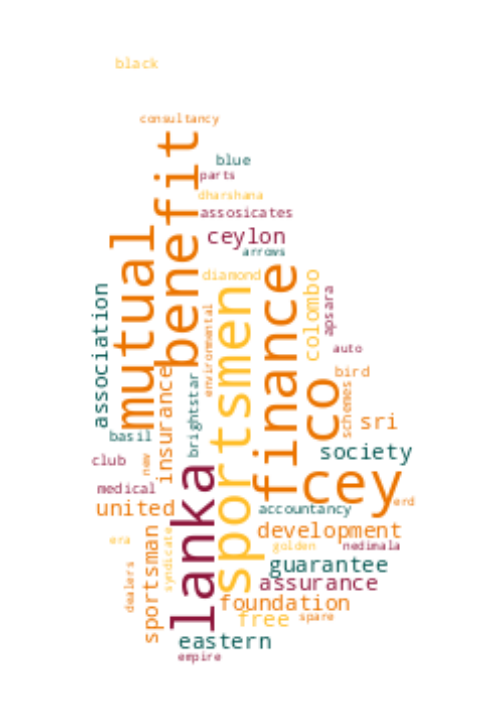 black
consultancy
benefit
blue
parts
dharshana
assosicates
mutual
ceylon
arrows
diamond
finance
colombo
association
apsara
sportsmen
environmental
auto
insurance
brightstar
bird
co
schemes
sri
basil
society
club
new
lanka
cey
medical
erd
united
accountancy
sportsman
development
syndicate
era
golden
nedimala
guarantee
dealers
assurance
foundation
free
spare
eastern
empire